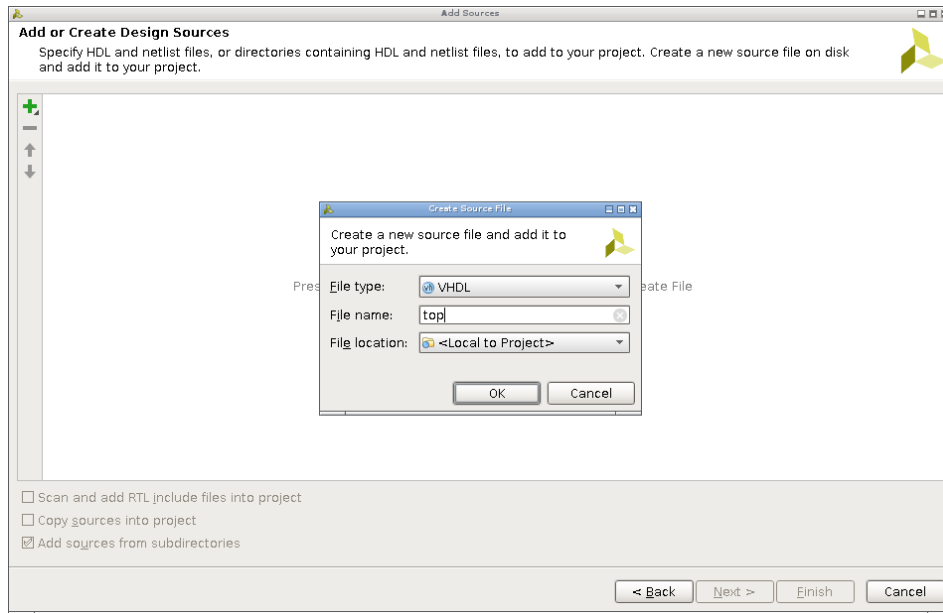 Add Sources
Add or Create Design Sources
Specify HDL and netlist files, or directories containing HDL and netlist files, to add to your project. Create a new source file on disk
and add it to your project.
Create Source File
Create a new source file and add it to
your project.
Pres
File type:
VHDL
eate File
File name:
top
File location:
<Local to Project>
OK
Cancel
Scan and add RTL include files into project
Copy sources into project
Add sources from subdirectories
< Back
Next >
Finish
Cancel